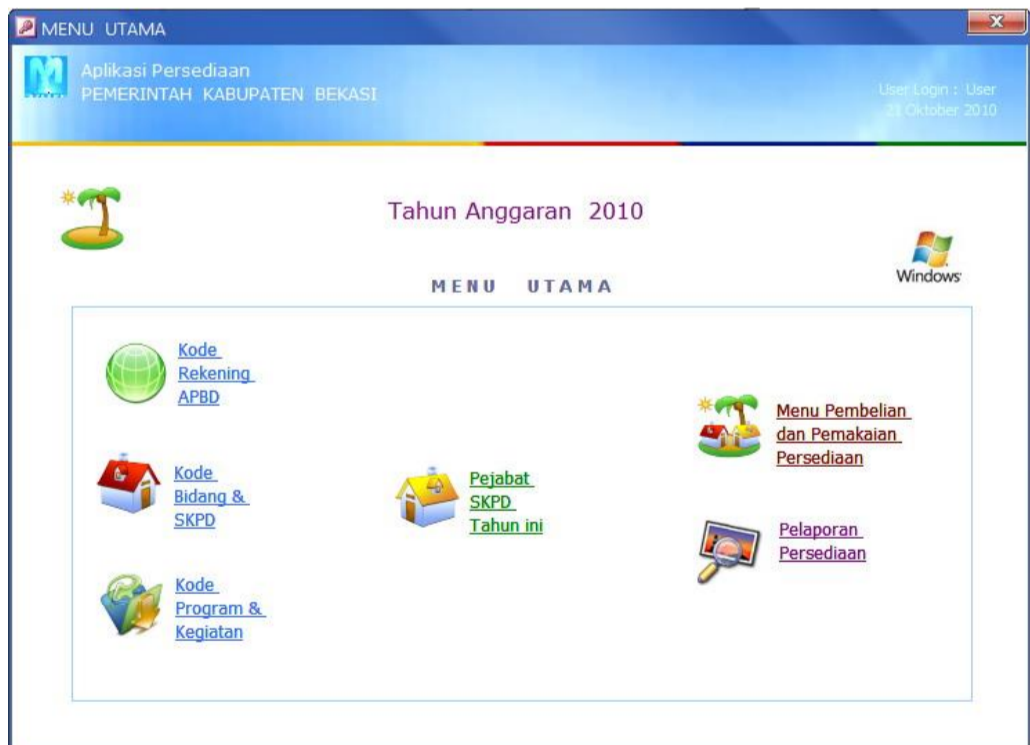 MENU UTAMA
Aplikasi Persediaan
PEMERINTAH KABUPATEN BEKASI
User Login : User
21 Oktober 2010
Tahun Anggaran 2010
Windows
MENU UTAMA
Kode
Rekening
APBD
Kode
Bidang &
SKPD
Kode
Program &
Kegiatan
Pejabat
SKPD
Tahun ini
Menu Pembelian
dan Pemakaian
Persediaan
Pelaporan
Persediaan